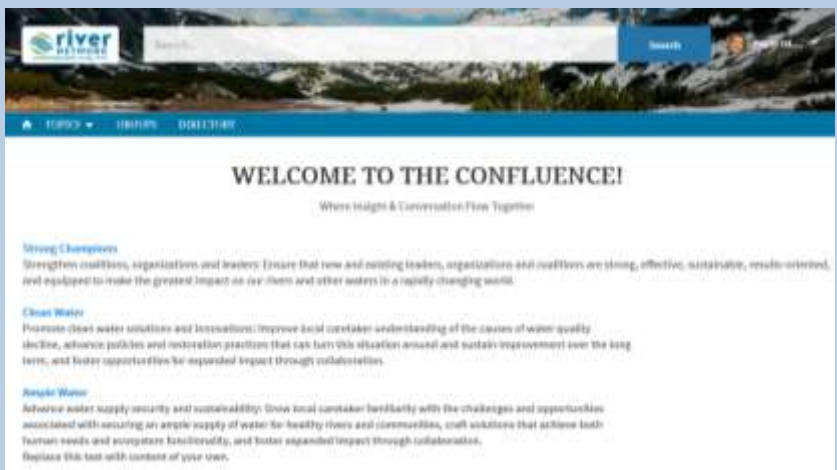 river
NETWORK
Search...
Search
TOPICS
GROUPS
DIRECTORY
WELCOME TO THE CONFLUENCE!
Where Insight & Conversation Flow Together
Strong Champions
Strengthen coalitions, organizations and leaders: Ensure that new and existing leaders, organizations and coalitions are strong, effective, sustainable, results-oriented,
and equipped to make the greatest impact on our rivers and other waters in a rapidly changing world.
Clean Water
Promote clean water solutions and innovations: Improve local caretaker understanding of the causes of water quality
decline, advance policies and restoration practices that can turn this situation around and sustain improvement over the long
term, and foster opportunities for expanded impact through collaboration.
Ample Water
Advance water supply security and sustainability: Grow local caretaker familiarity with the challenges and opportunities
associated with securing an ample supply of water for healthy rivers and communities, craft solutions that achieve both
human needs and ecosystem functionality, and foster expanded impact through collaboration.
Replace this text with content of your own.